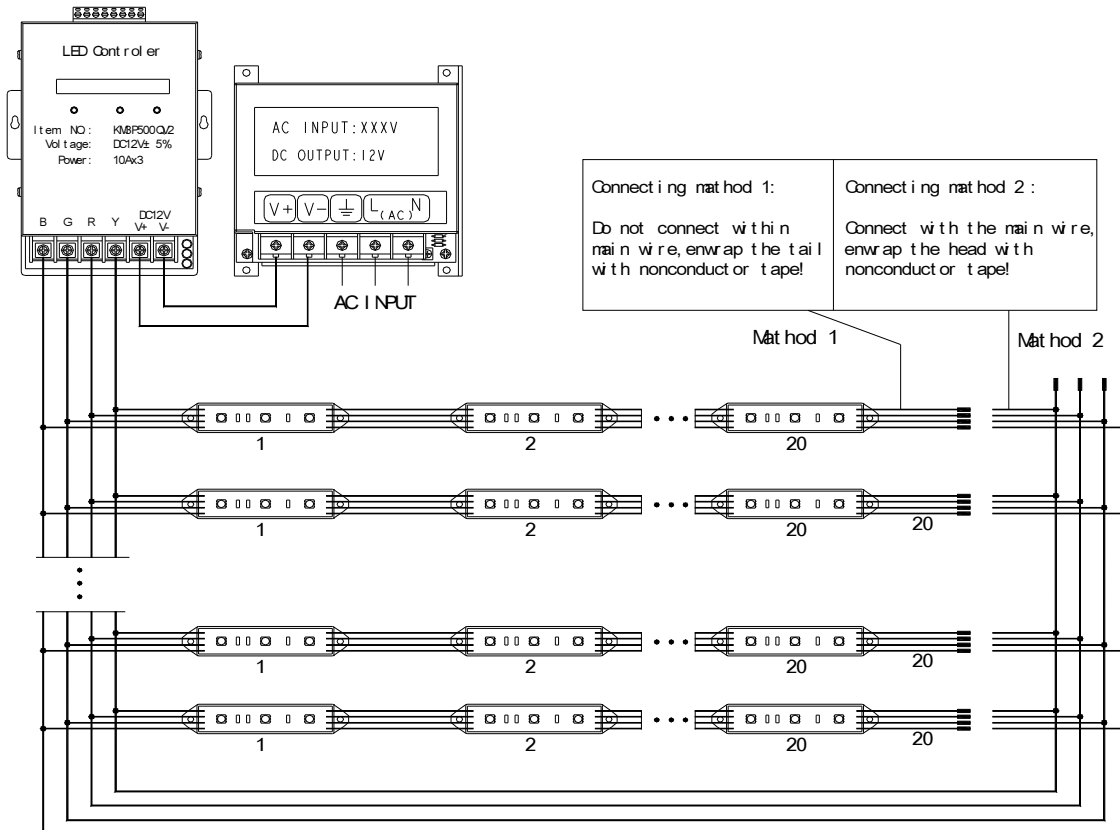 LED Controler
Item NO: KM3P500CV2
Voltage: DC12V± 5%
Power: 10Ax3
B G R Y DC12V
V+ V-
AC INPUT:XXXV
DC OUTPUT:12V
V+ V- L (AC) N
AC INPUT
Connecting mathod 1:
Do not connect within
main wire,enwrap the tail
with nonconductor tape!
Connecting mathod 2:
Connect with the main wire,
enwrap the head with
nonconductor tape!
Mathod 1
Mathod 2
1 2 20
1 2 20 20
1 2 20 20
1 2 20 20